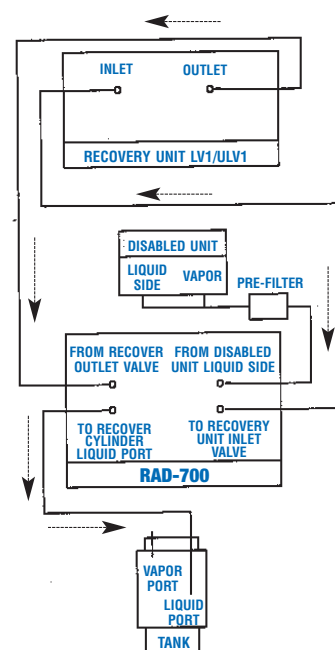 INLET OUTLET
RECOVERY UNIT LV1/ULV1
DISABLED UNIT
LIQUID SIDE
VAPOR
PRE-FILTER
FROM RECOVER
OUTLET VALVE
FROM DISABLED
UNIT LIQUID SIDE
TO RECOVER
CYLINDER
LIQUID PORT
TO RECOVERY
UNIT INLET
VALVE
RAD-700
VAPOR
PORT
LIQUID
PORT
TANK